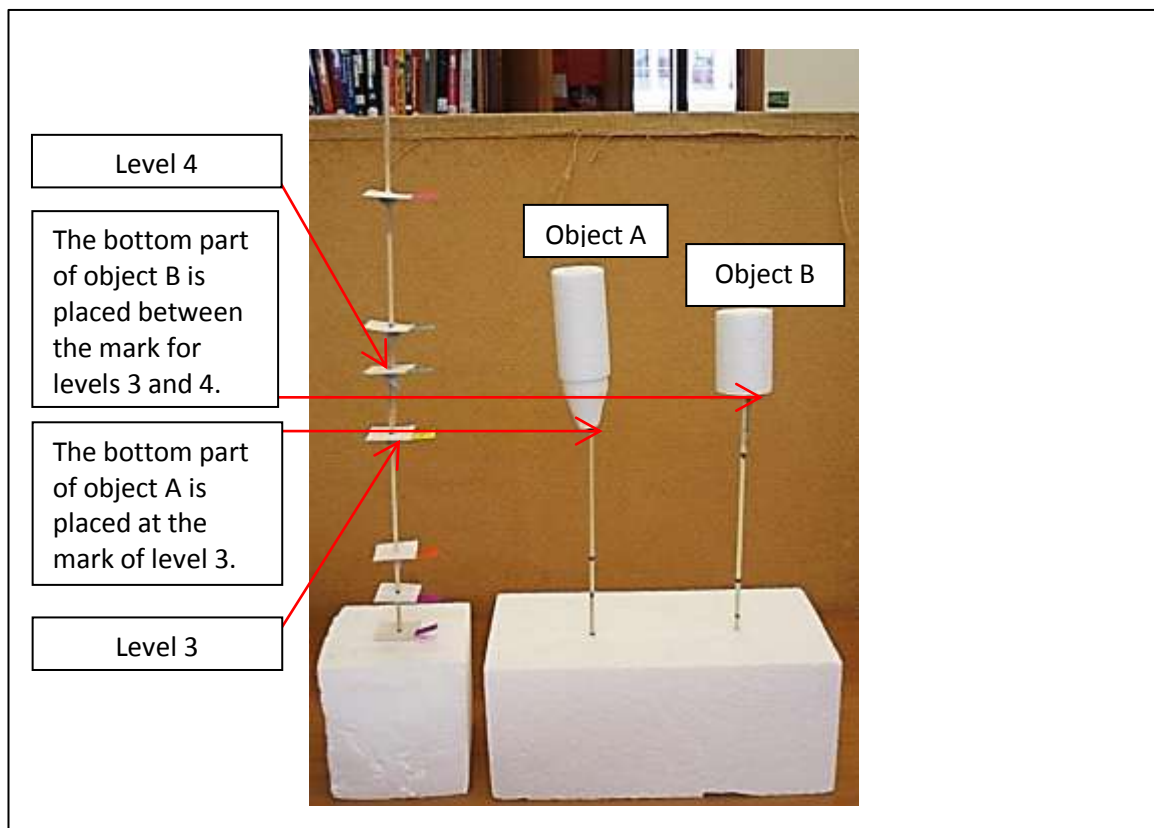 Level 4
The bottom part
of object B is
placed between
the mark for
levels 3 and 4.
The bottom part
of object A is
placed at the
mark of level 3.
Level 3
Object A
Object B